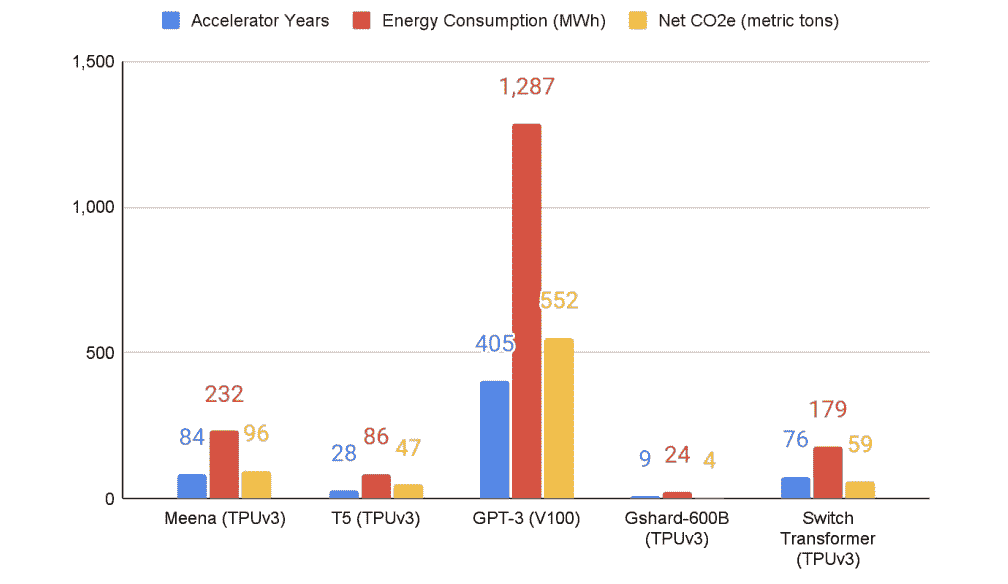 Accelerator Years Energy Consumption (MWh) Net CO2e (metric tons)
1,500
1,287
1,000
552
500
405
232
179
84
96
28
86
47
9
24
4
76
59
0
Meena (TPUv3)
T5 (TPUv3)
GPT-3 (V100)
Gshard-600B
(TPUv3)
Switch
Transformer
(TPUv3)